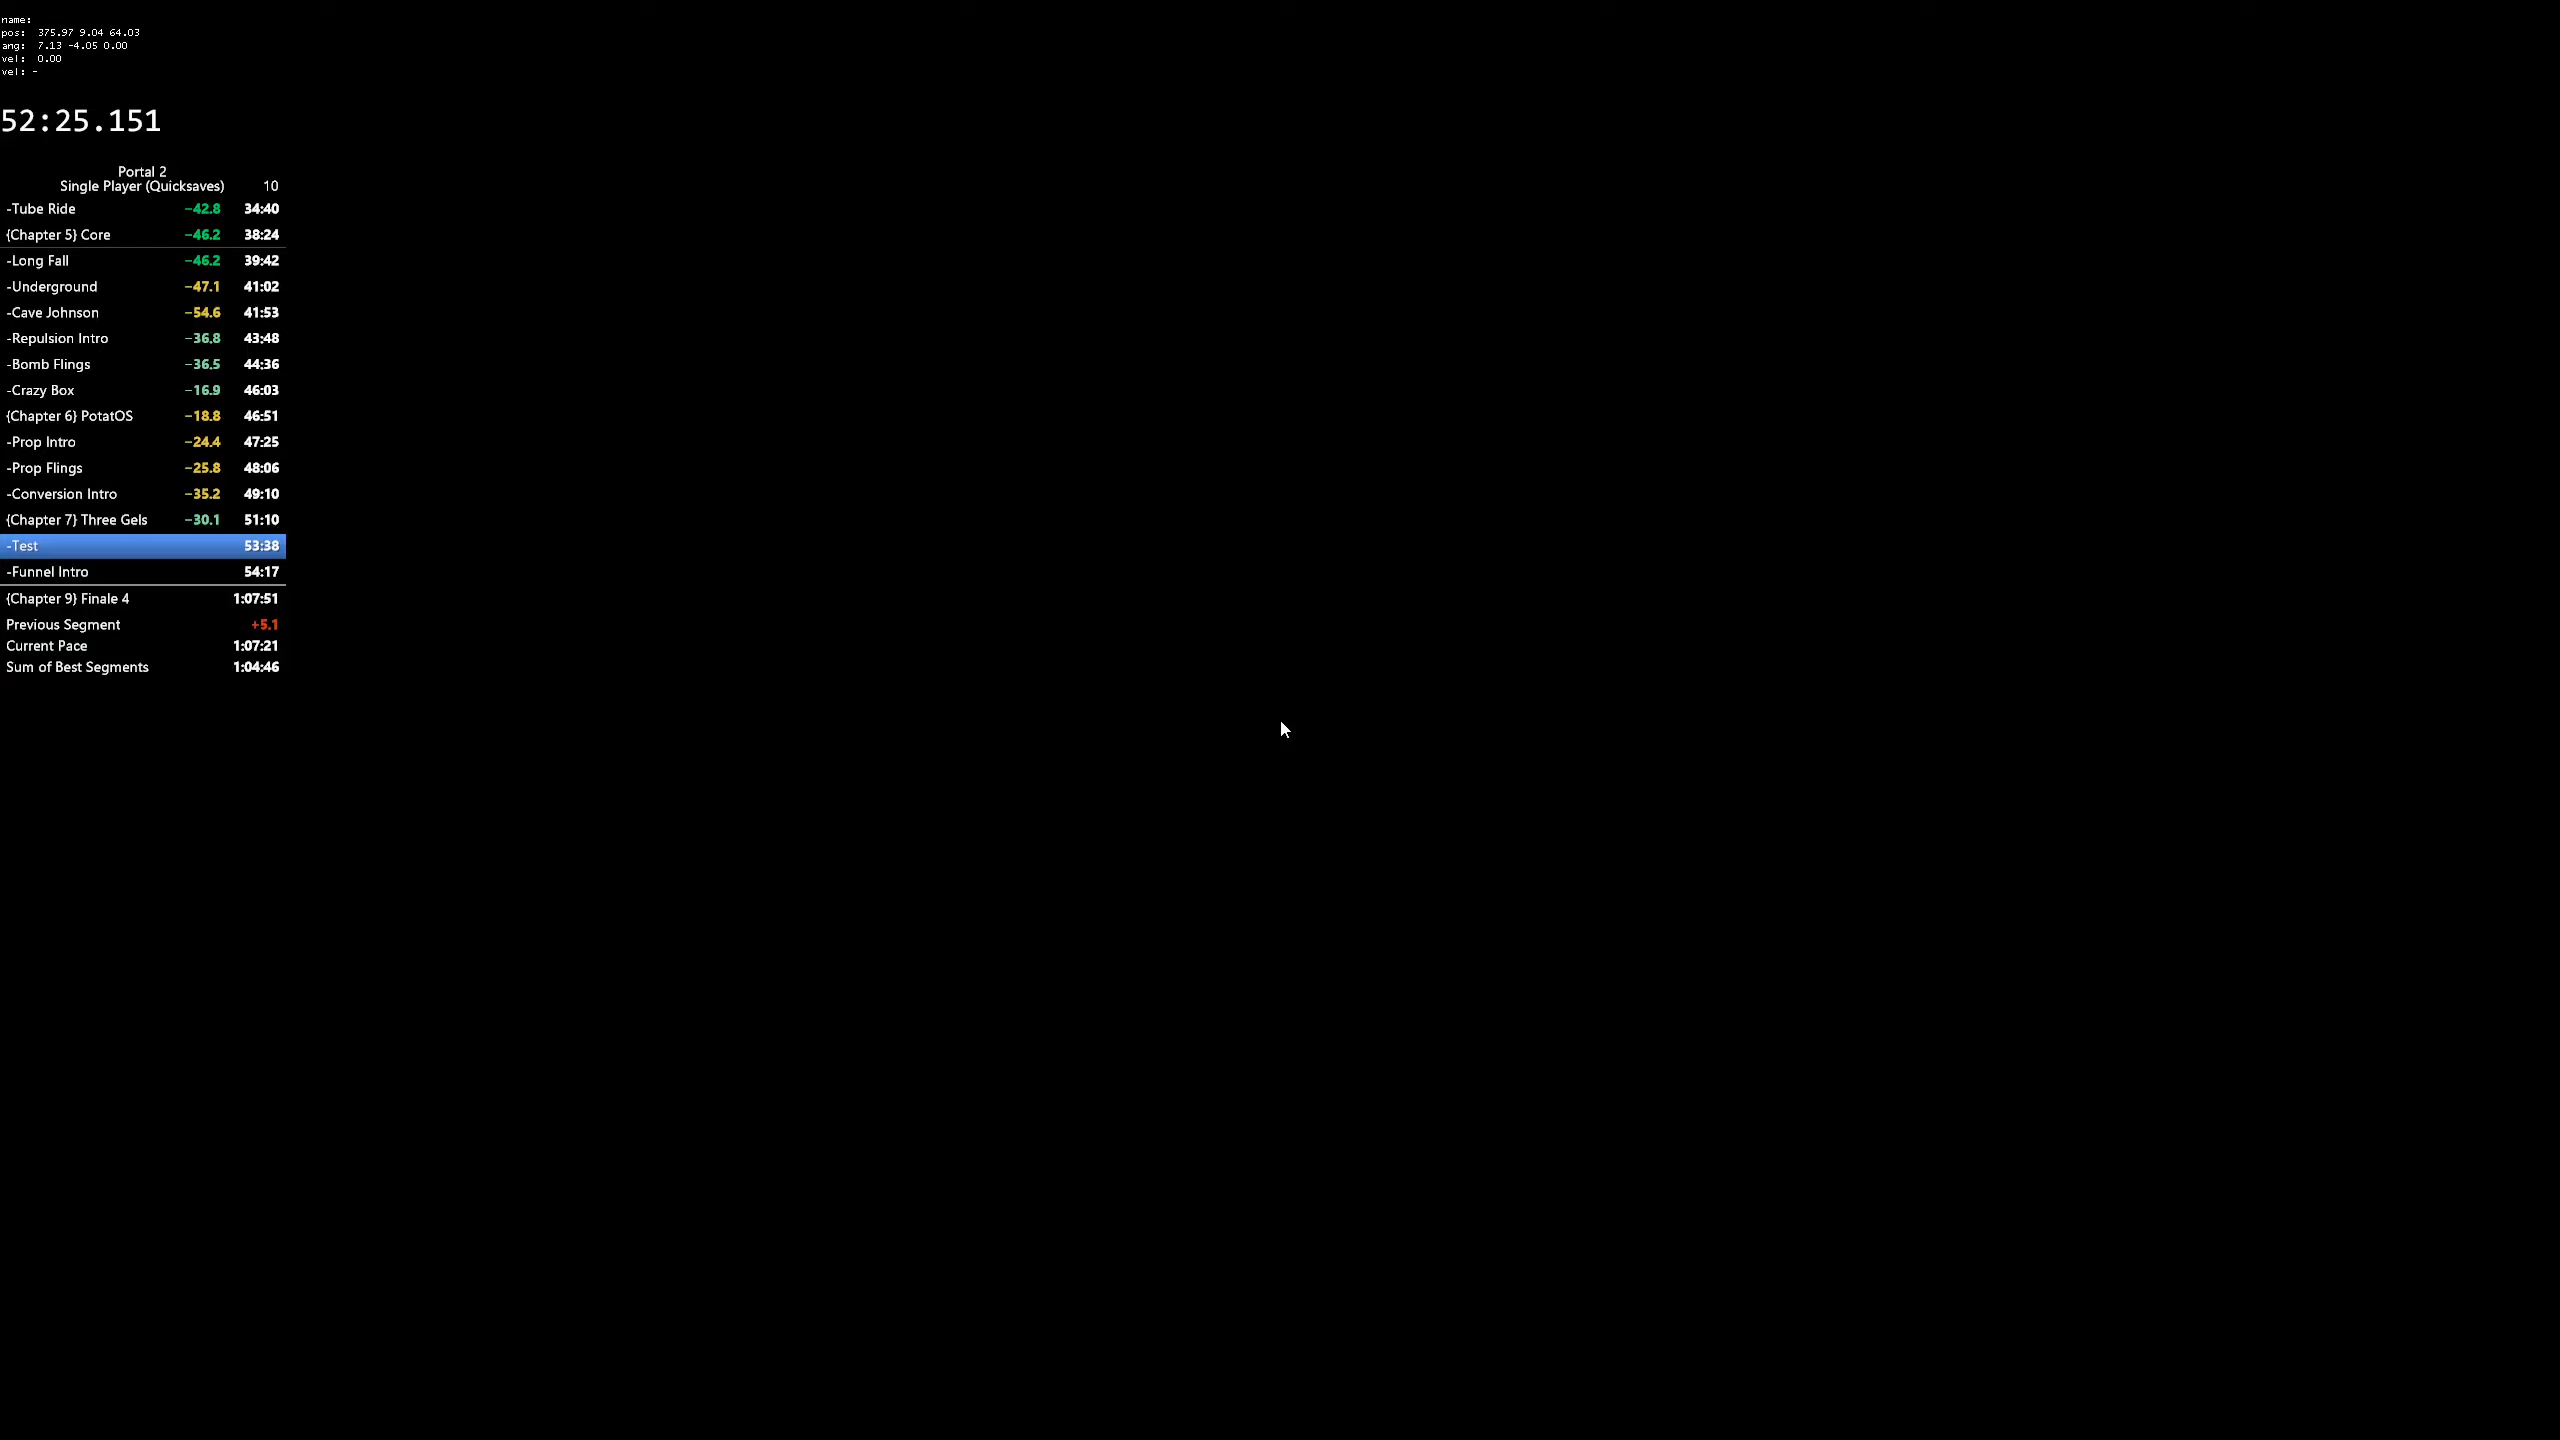 name:
pos: 375.97 9.04 64.03
ang: 7.13 -4.05 0.00
vel: 0.00
vel: -
52:25.151
Portal 2
Single Player (Quicksaves) 10
-Tube Ride −42.8 34:40
{Chapter 5} Core −46.2 38:24
-Long Fall −46.2 39:42
-Underground −47.1 41:02
-Cave Johnson −54.6 41:53
-Repulsion Intro −36.8 43:48
-Bomb Flings −36.5 44:36
-Crazy Box −16.9 46:03
{Chapter 6} PotatOS −18.8 46:51
-Prop Intro −24.4 47:25
-Prop Flings −25.8 48:06
-Conversion Intro −35.2 49:10
{Chapter 7} Three Gels −30.1 51:10
-Test 53:38
-Funnel Intro 54:17
{Chapter 9} Finale 4 1:07:51
Previous Segment +5.1
Current Pace 1:07:21
Sum of Best Segments 1:04:46